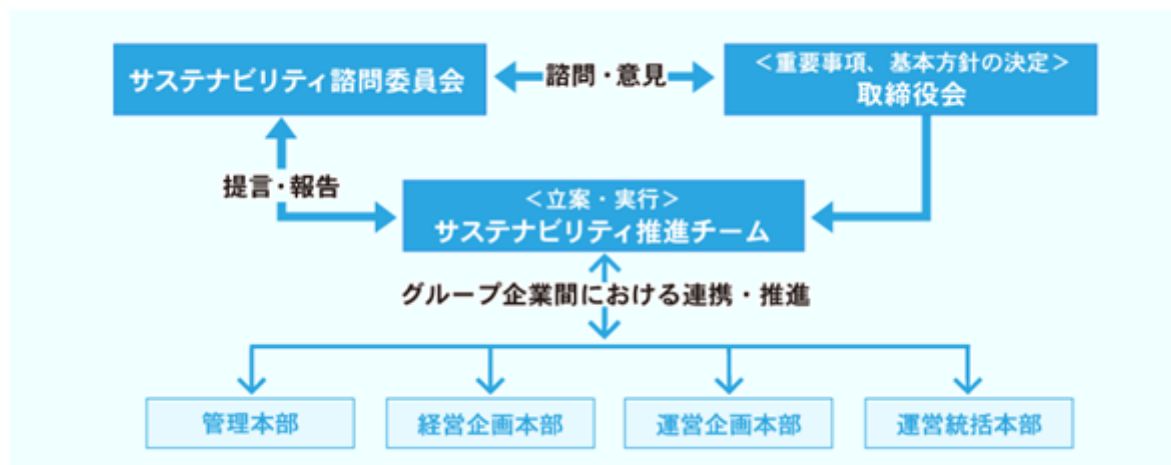 サステナビリティ諮問委員会
諮問・意見
＜重要事項、基本方針の決定＞
取締役会
提言・報告
＜立案・実行＞
サステナビリティ推進チーム
グループ企業間における連携・推進
管理本部
経営企画本部
運営企画本部
運営統括本部